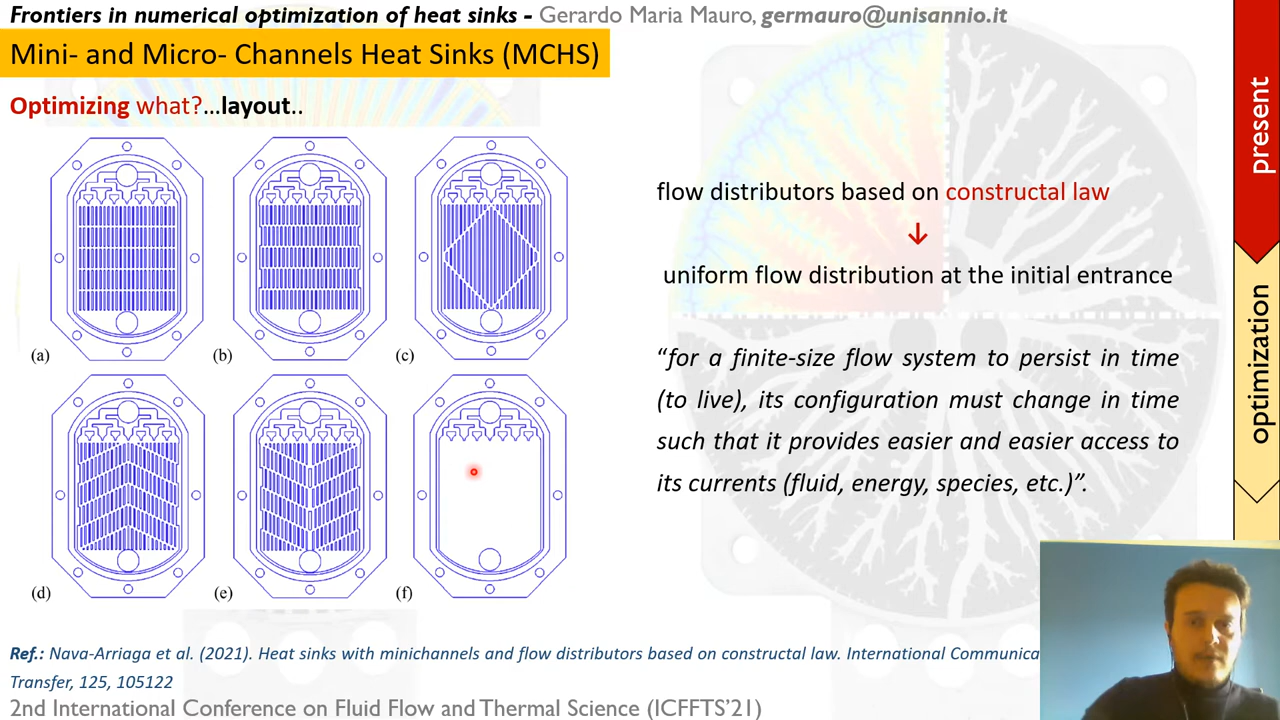 Frontiers in numerical optimization of heat sinks - Gerardo Maria Mauro, germauro@unisannio.it
Mini- and Micro- Channels Heat Sinks (MCHS)
Optimizing what?...layout..
(a)
(b)
(c)
(d)
(e)
(f)
flow distributors based on constructal law
↓
uniform flow distribution at the initial entrance
“for a finite-size flow system to persist in time
(to live), its configuration must change in time
such that it provides easier and easier access to
its currents (fluid, energy, species, etc.)”.
present
optimization
Ref.: Nava-Arriaga et al. (2021). Heat sinks with minichannels and flow distributors based on constructal law. International Communica
Transfer, 125, 105122
2nd International Conference on Fluid Flow and Thermal Science (ICFFTS’21)